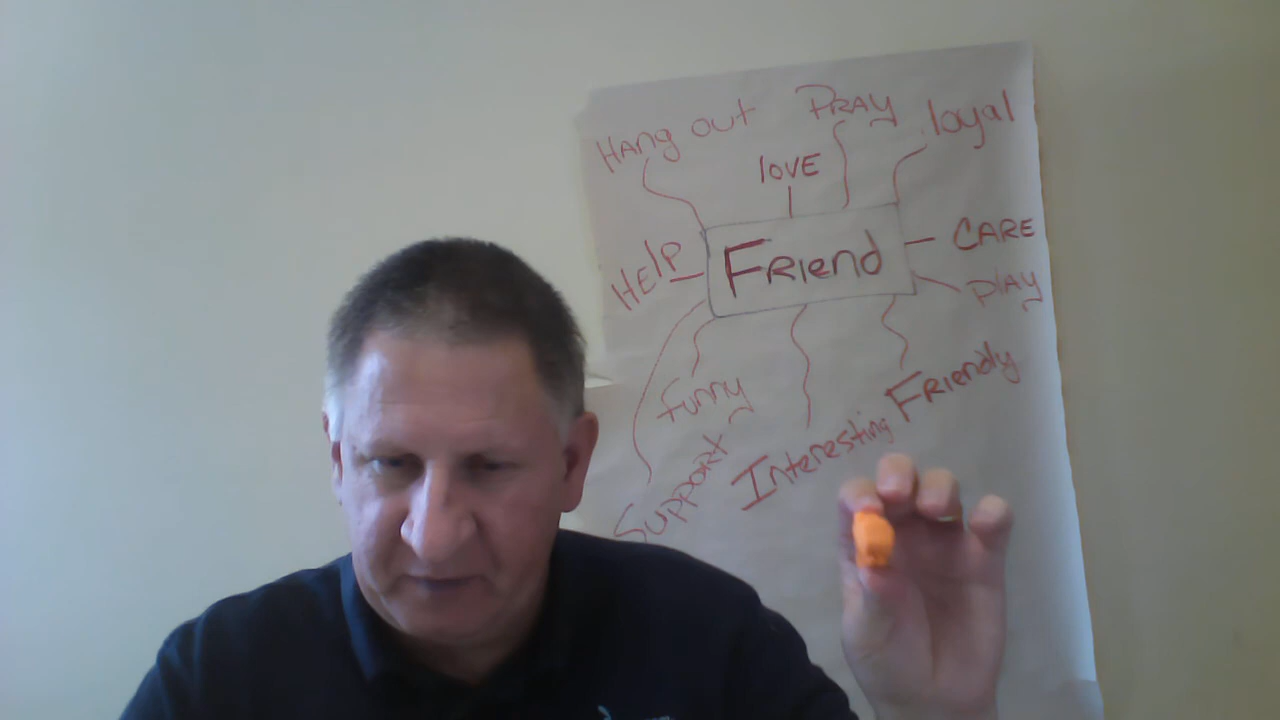 HANg out
PRAY
loyal
lOVE
CARE
HElP
FRIend
plAY
FRIendly
funny
Interesting
SUPPORT